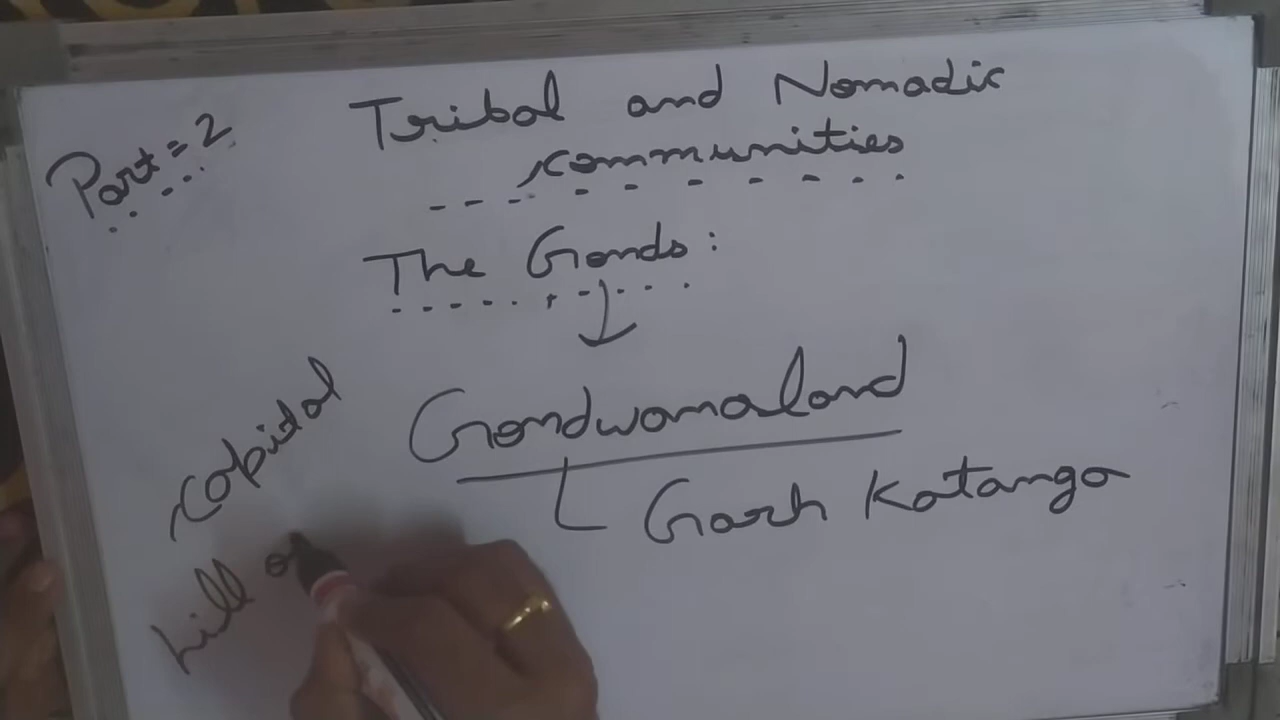 Part = 2
Tribal and Nomadic
communities
The Gonds:
Gondwanaland
Garh Katanga
capital
hill o